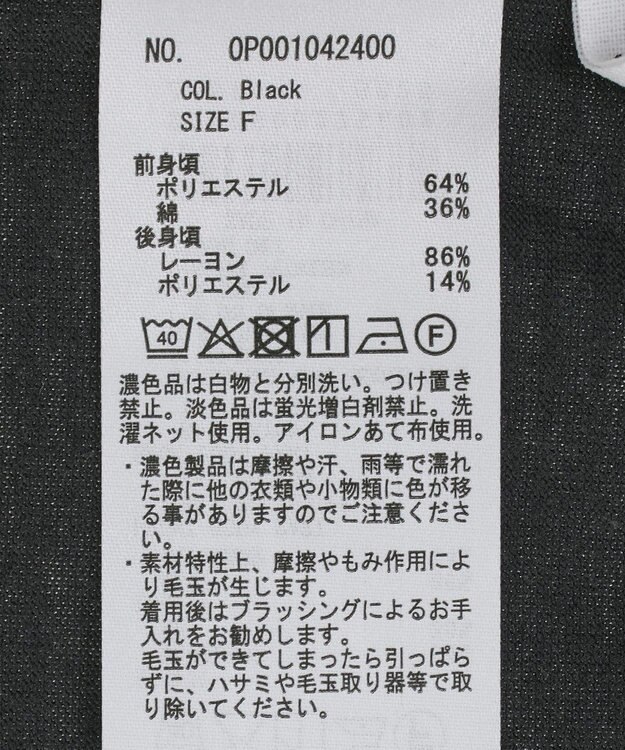 NO. OP001042400
COL. Black
SIZE F
前身頃
ポリエステル 64%
綿 36%
後身頃
レーヨン 86%
ポリエステル 14%
40 F
濃色品は白物と分別洗い。つけ置き
禁止。淡色品は蛍光増白剤禁止。洗
濯ネット使用。アイロンあて布使用。
・濃色製品は摩擦や汗、雨等で濡れ
た際に他の衣類や小物類に色が移
る事がありますのでご注意くださ
い。
・素材特性上、摩擦やもみ作用によ
り毛玉が生じます。
着用後はブラッシングによるお手
入れをお勧めします。
毛玉ができてしまったら引っぱら
ずに、ハサミや毛玉取り器等で取
り除いてください。